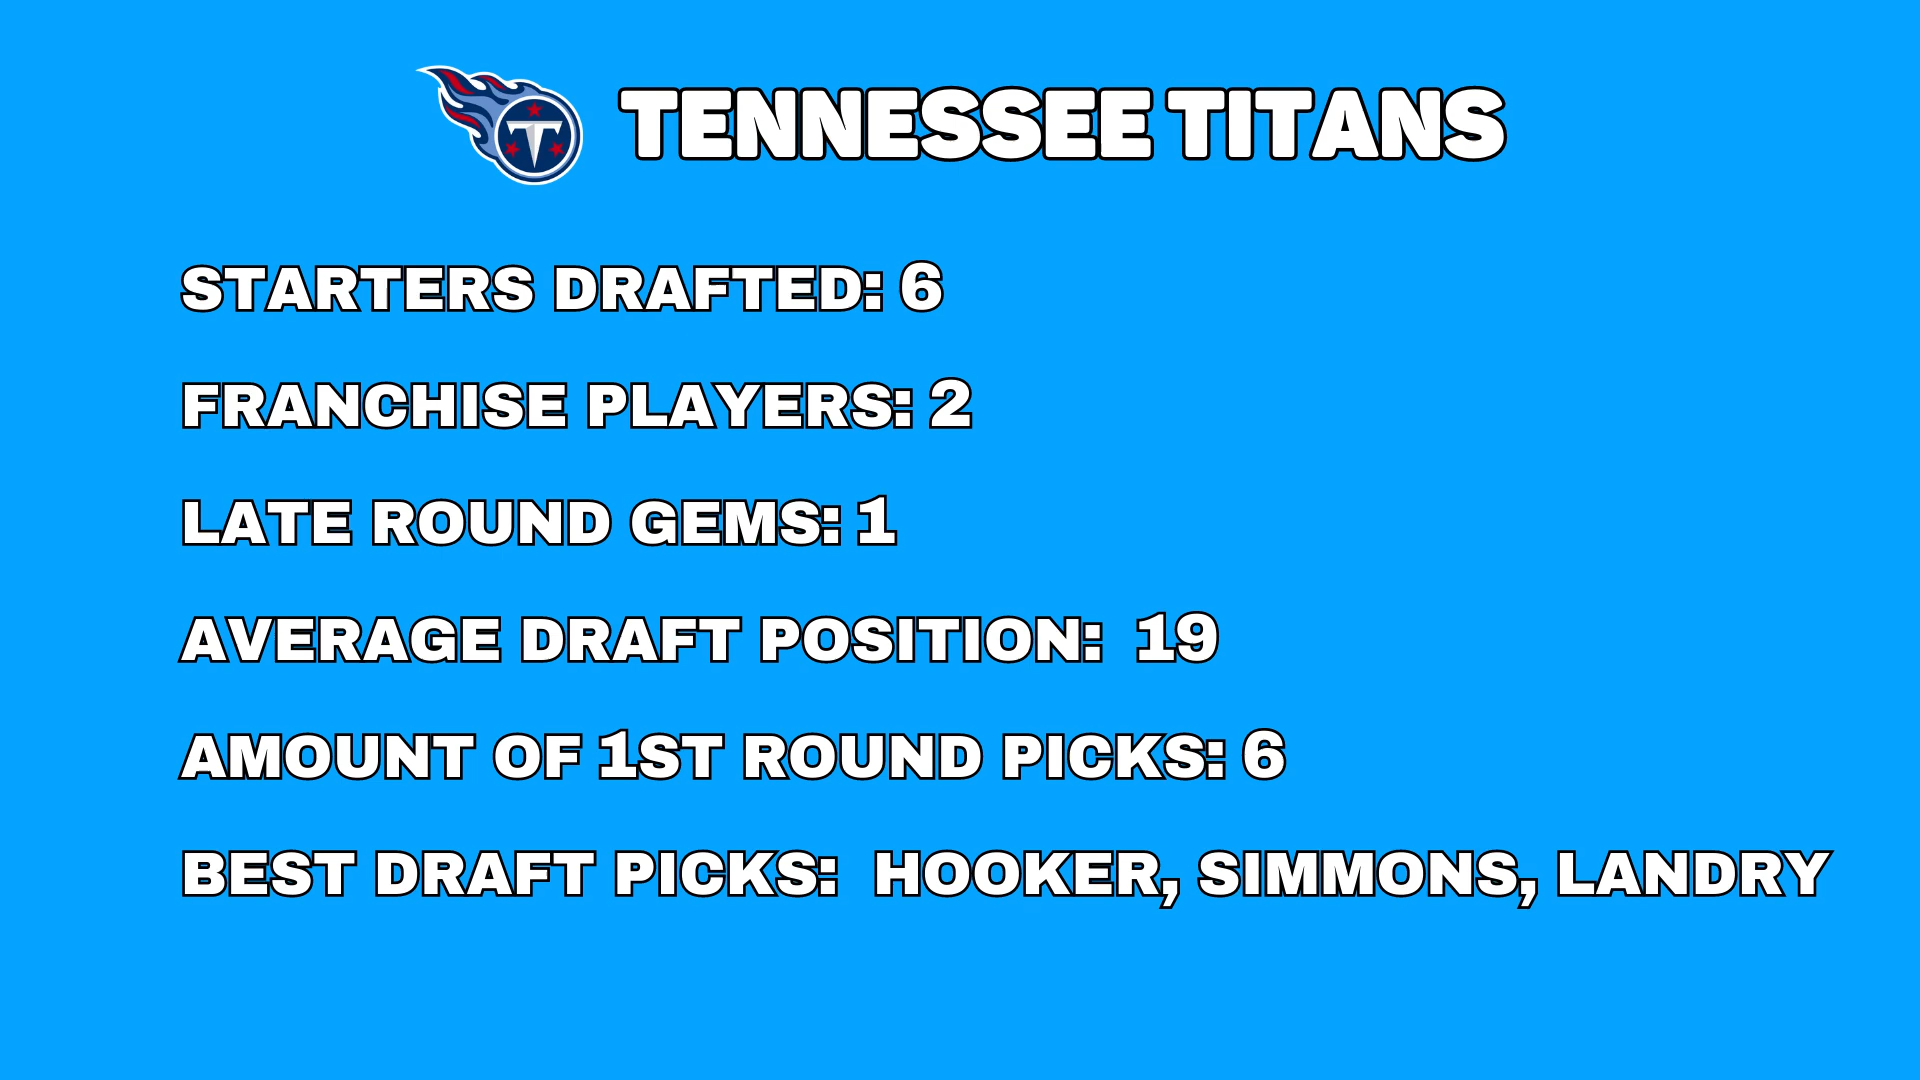 TENNESSEE TITANS
STARTERS DRAFTED: 6
FRANCHISE PLAYERS: 2
LATE ROUND GEMS: 1
AVERAGE DRAFT POSITION: 19
AMOUNT OF 1ST ROUND PICKS: 6
BEST DRAFT PICKS: HOOKER, SIMMONS, LANDRY